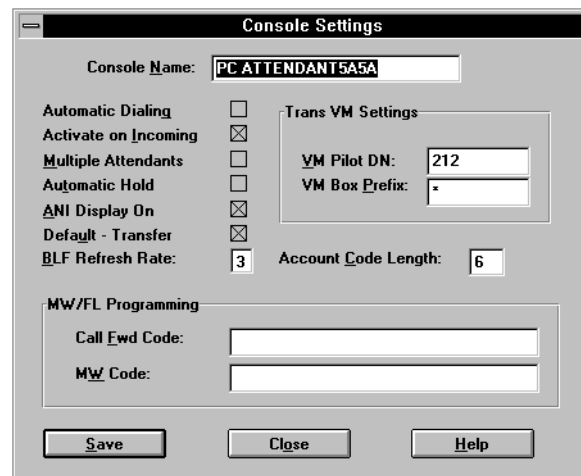 Console Settings
Console Name: PC ATTENDANT5A5A
Automatic Dialing
Activate on Incoming
Multiple Attendants
Automatic Hold
ANI Display On
Default - Transfer
BLF Refresh Rate: 3
Trans VM Settings
VM Pilot DN: 212
VM Box Prefix: *
Account Code Length: 6
MW/FL Programming
Call Fwd Code:
MW Code:
Save Close Help